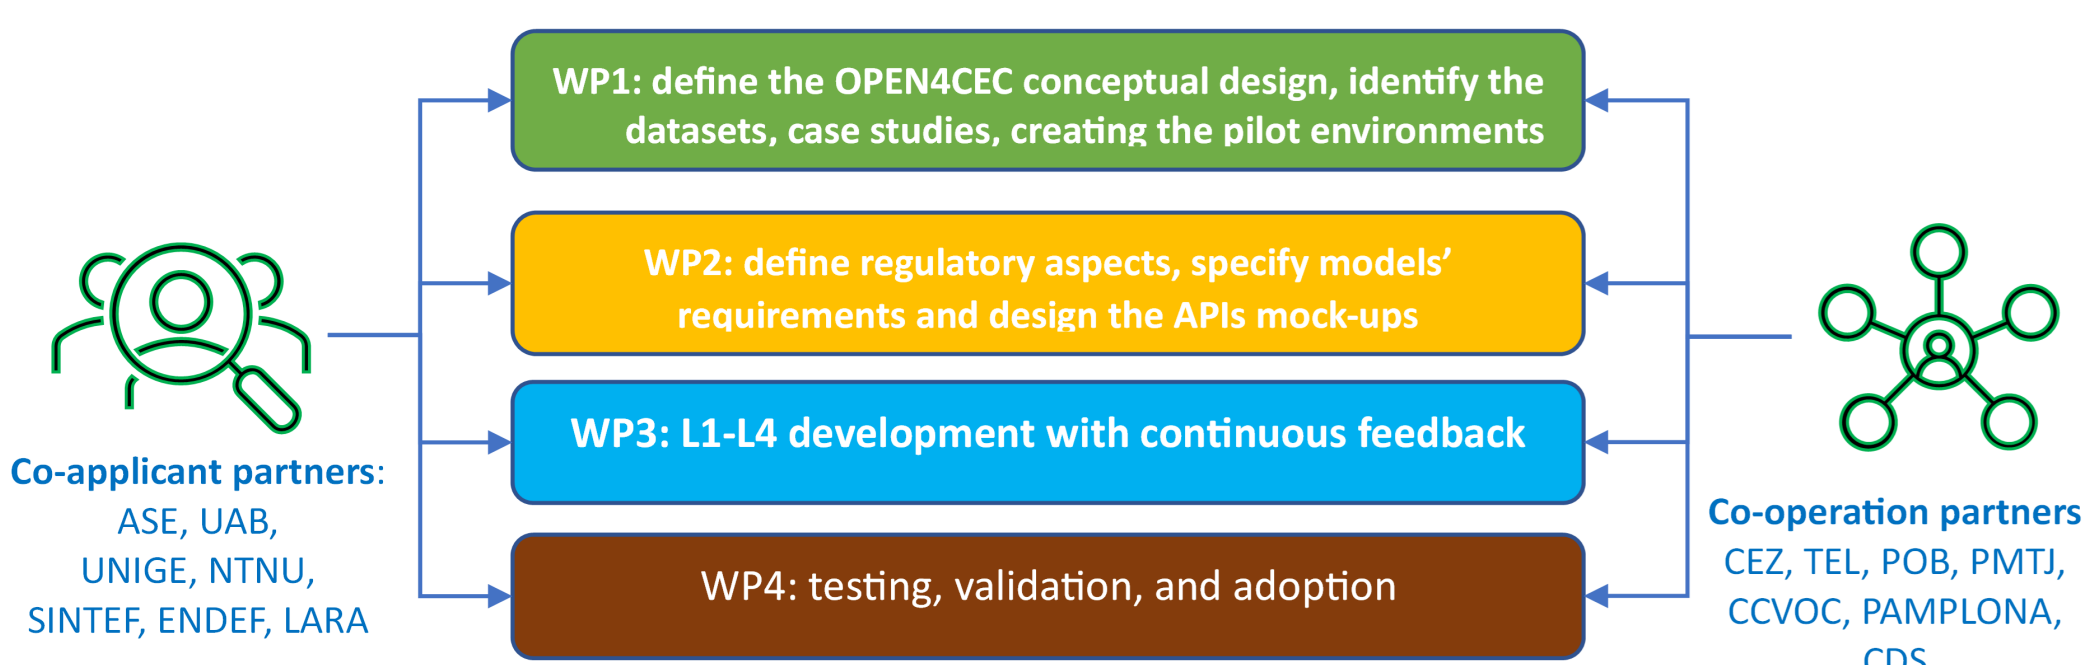 WP1: define the OPEN4CEC conceptual design, identify the
datasets, case studies, creating the pilot environments
WP2: define regulatory aspects, specify models’
requirements and design the APIs mock-ups
WP3: L1-L4 development with continuous feedback
WP4: testing, validation, and adoption
Co-applicant partners:
ASE, UAB,
UNIGE, NTNU,
SINTEF, ENDEF, LARA
Co-operation partners
CEZ, TEL, POB, PMTJ,
CCVOC, PAMPLONA,
CDS